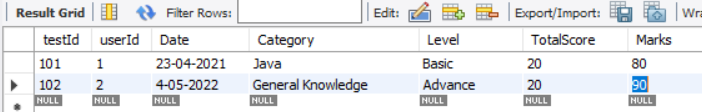 Result Grid Filter Rows: Edit: Export/Import: Wra
testId userId Date Category Level TotalScore Marks
101 1 23-04-2021 Java Basic 20 80
102 2 4-05-2022 General Knowledge Advance 20 90
NULL NULL NULL NULL NULL NULL NULL